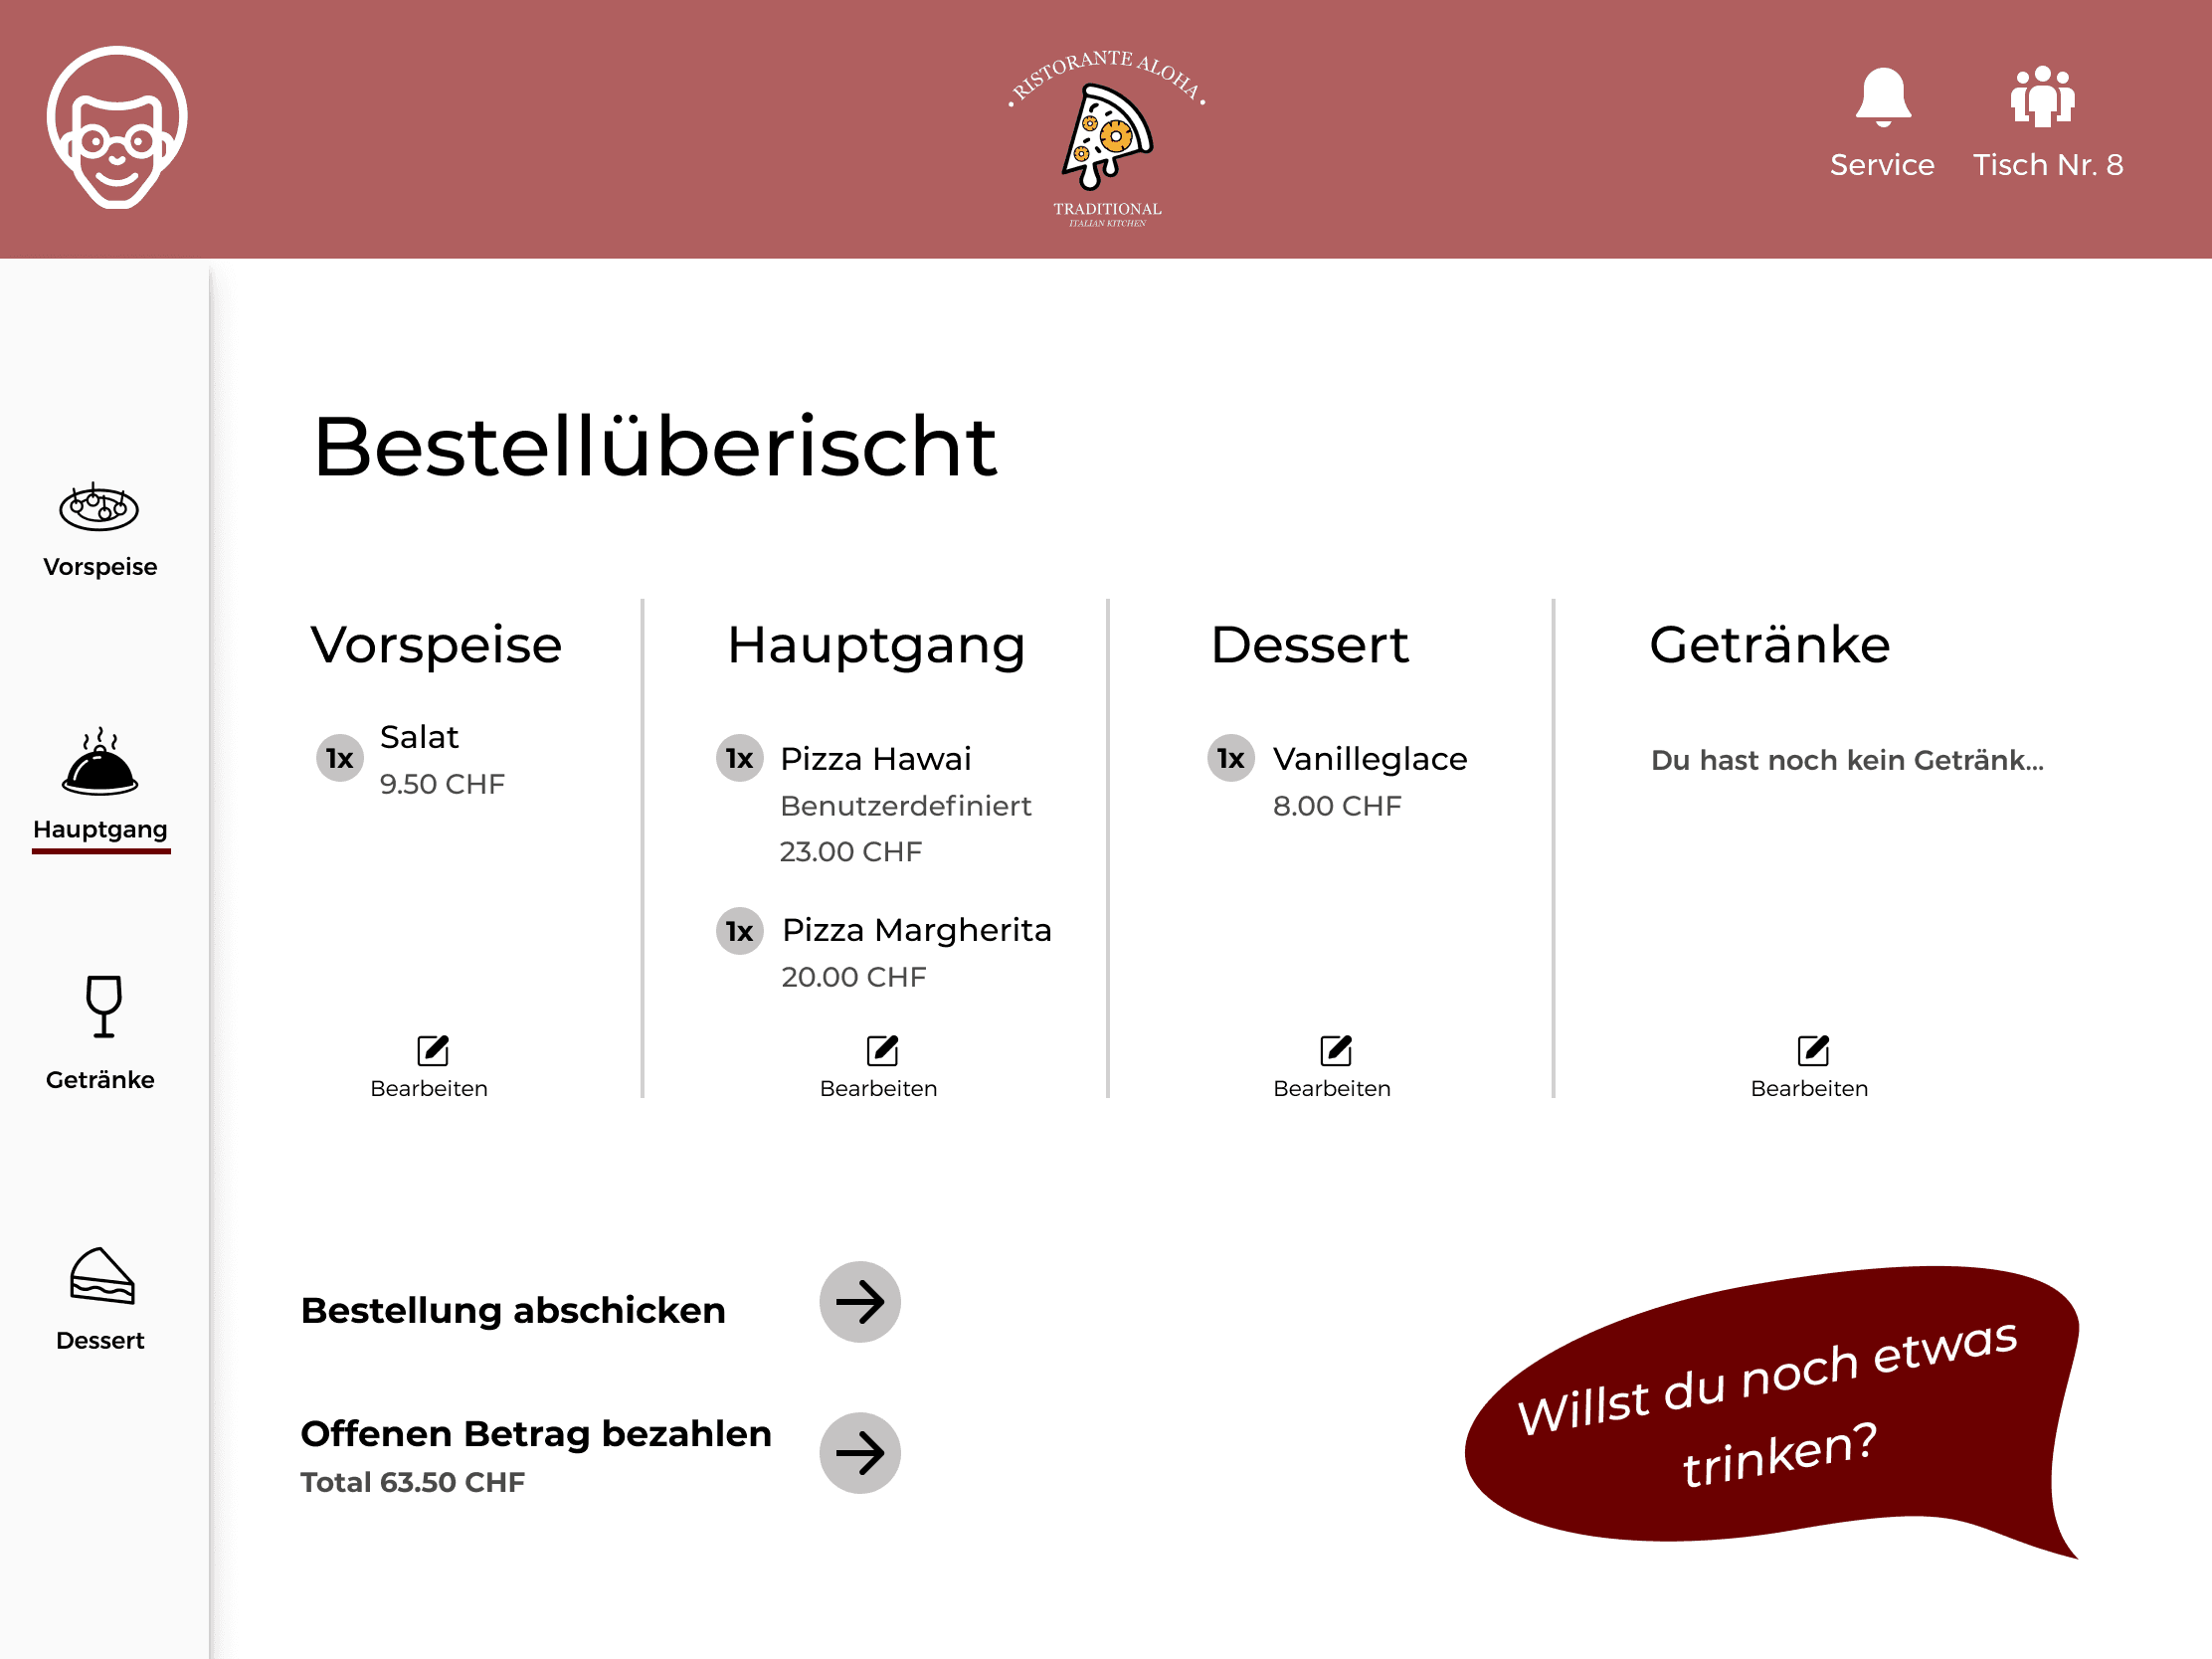 • RISTORANTE ALOHA •
TRADITIONAL
ITALIAN KITCHEN
Service
Tisch Nr. 8
Vorspeise
Hauptgang
Getränke
Dessert
Bestellüberischt
Vorspeise
1x Salat
9.50 CHF
Bearbeiten
Hauptgang
1x Pizza Hawai
Benutzerdefiniert
23.00 CHF
1x Pizza Margherita
20.00 CHF
Bearbeiten
Dessert
1x Vanilleglace
8.00 CHF
Bearbeiten
Getränke
Du hast noch kein Getränk...
Bearbeiten
Bestellung abschicken
Offenen Betrag bezahlen
Total 63.50 CHF
Willst du noch etwas
trinken?